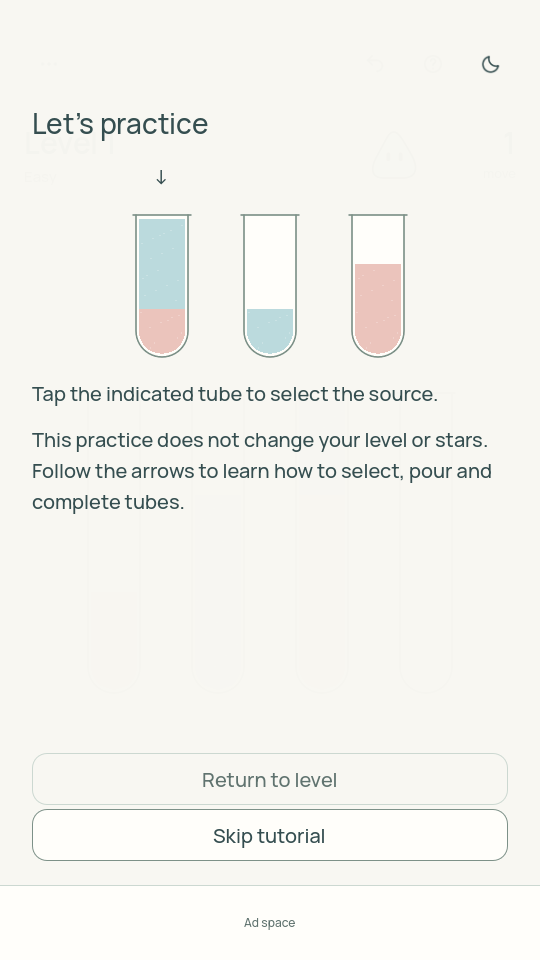 Let's practice
↓
Tap the indicated tube to select the source.
This practice does not change your level or stars.
Follow the arrows to learn how to select, pour and
complete tubes.
Return to level
Skip tutorial
Ad space